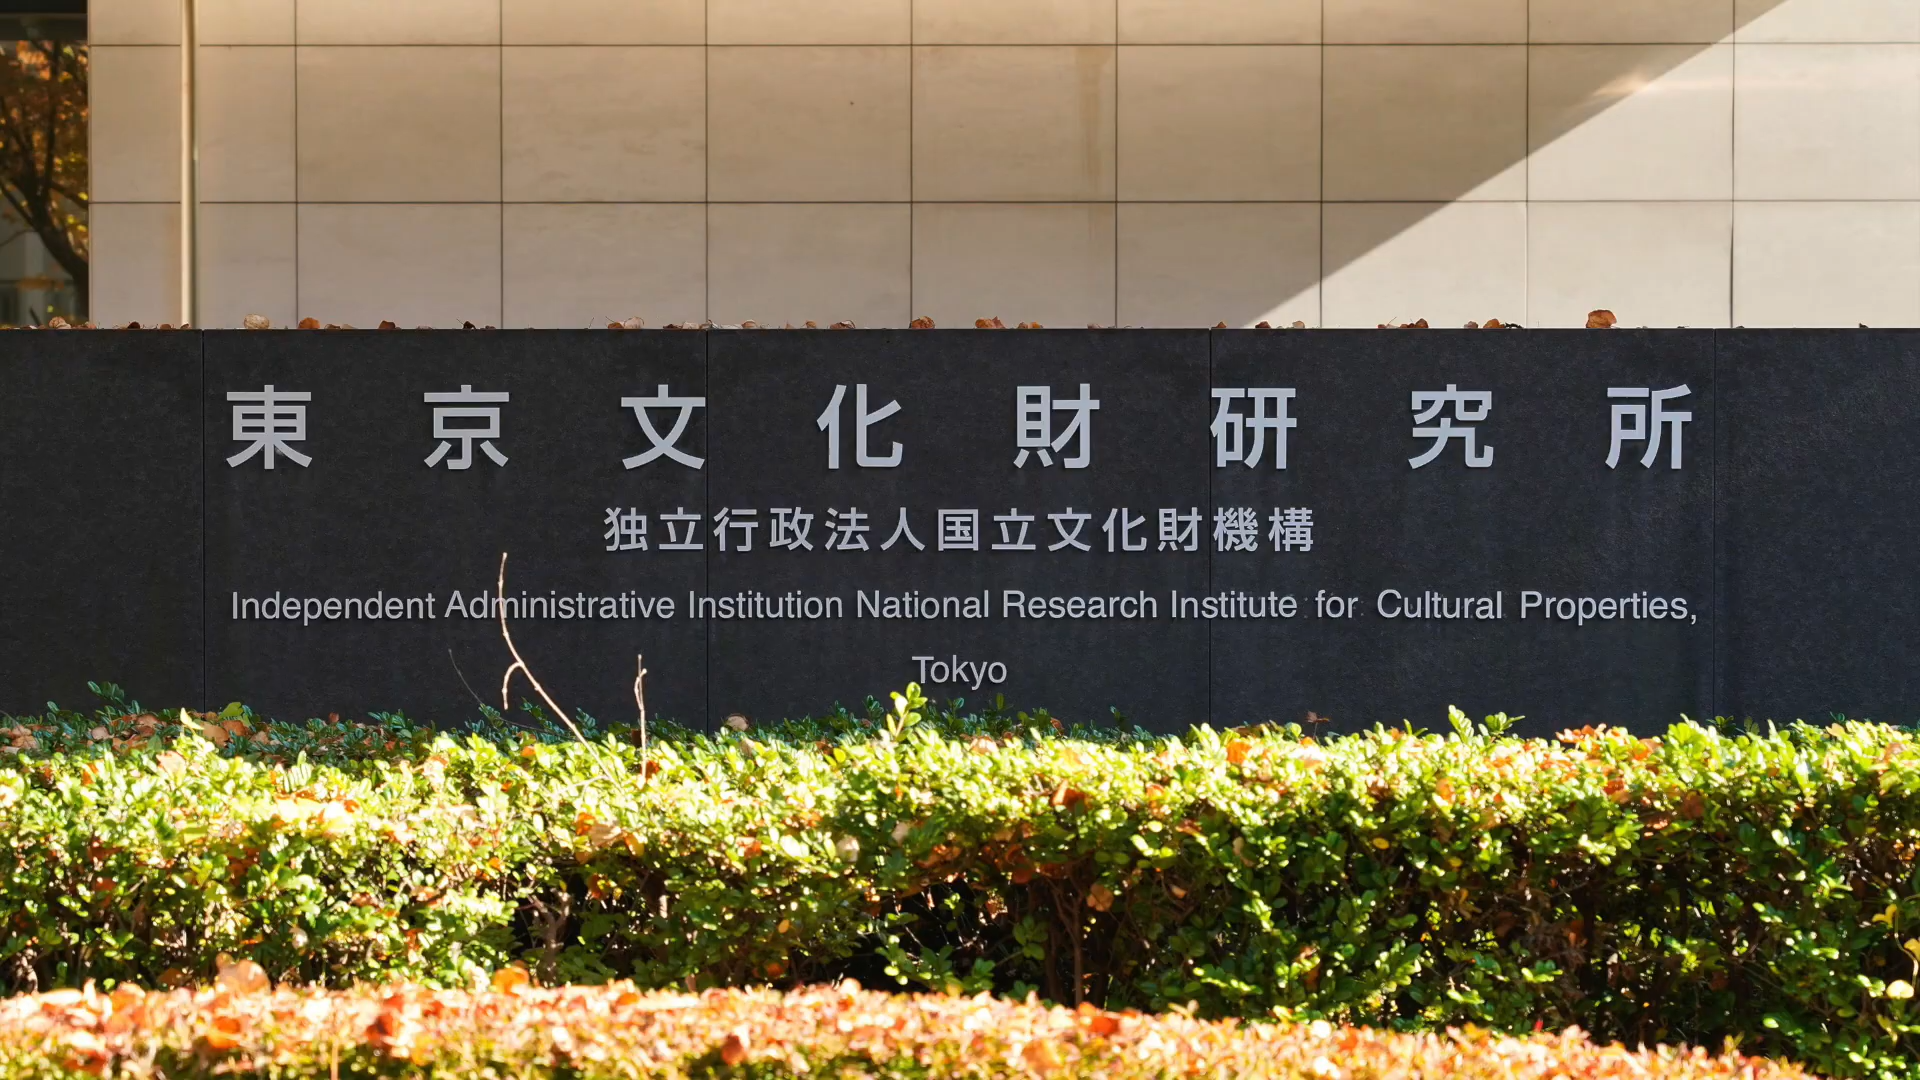 東京文化財研究所
独立行政法人国立文化財機構
Independent Administrative Institution National Research Institute for Cultural Properties,
Tokyo